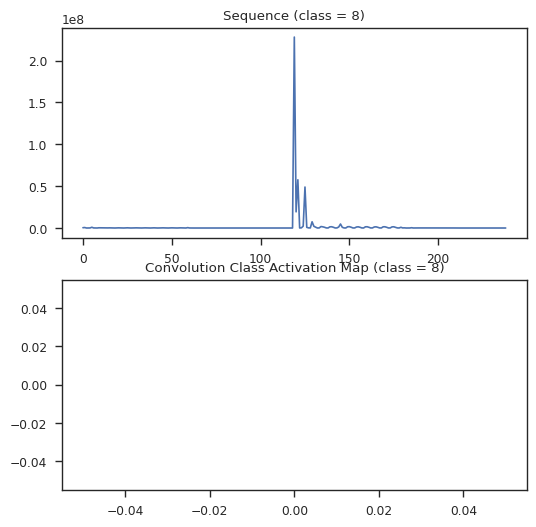 Sequence (class = 8)
1e8
2.0
1.5
1.0
0.5
0.0
0 50 100 150 200
Convolution Class Activation Map (class = 8)
0.04
0.02
0.00
−0.02
−0.04
−0.04 −0.02 0.00 0.02 0.04